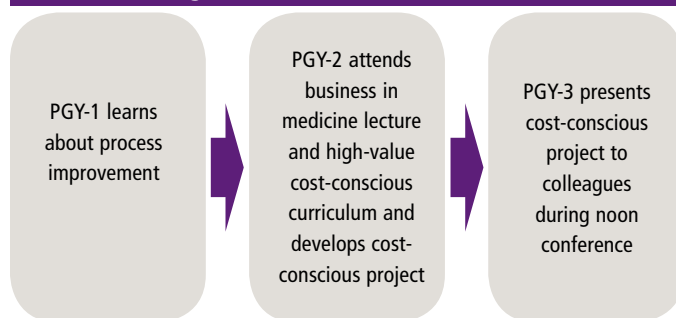 PGY-1 learns
about process
improvement
PGY-2 attends
business in
medicine lecture
and high-value
cost-conscious
curriculum and
develops cost-
conscious project
PGY-3 presents
cost-conscious
project to
colleagues
during noon
conference